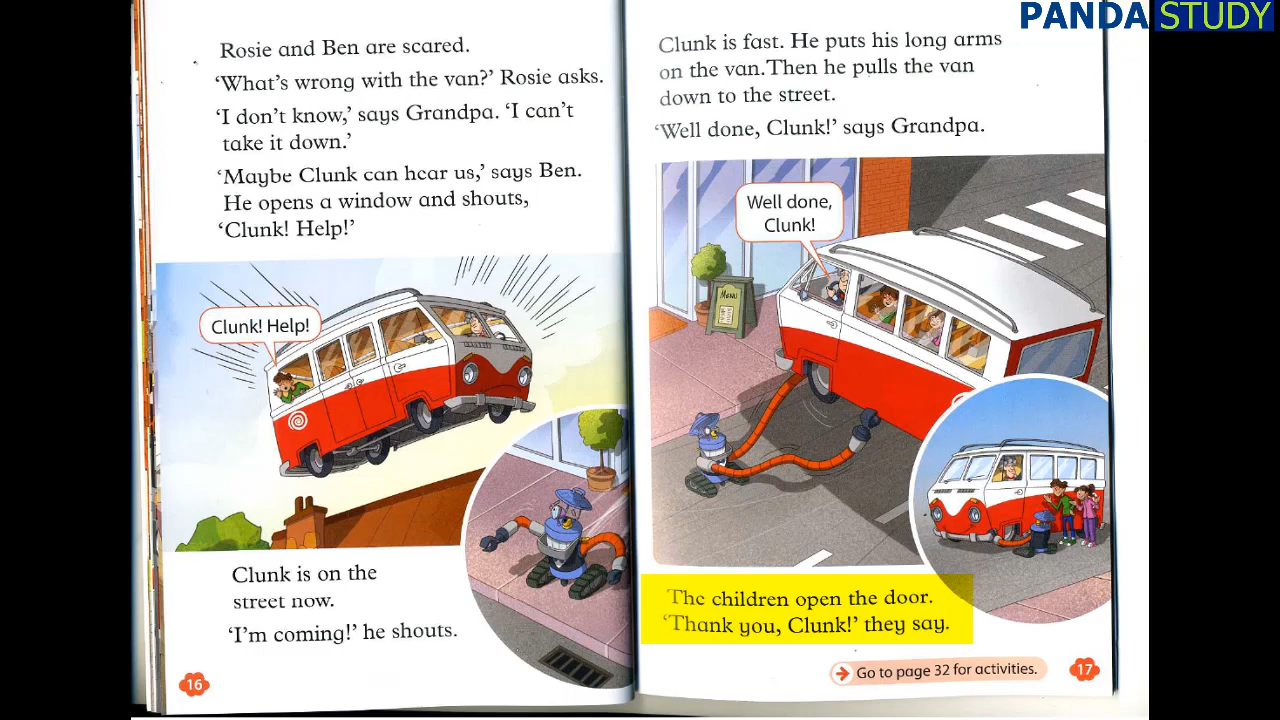 PANDA STUDY
Rosie and Ben are scared.
‘What’s wrong with the van?’ Rosie asks.
‘I don’t know,’ says Grandpa. ‘I can’t
take it down.’
‘Maybe Clunk can hear us,’ says Ben.
He opens a window and shouts,
‘Clunk! Help!’
Clunk! Help!
Clunk is on the
street now.
‘I’m coming!’ he shouts.
16
Clunk is fast. He puts his long arms
on the van.Then he pulls the van
down to the street.
‘Well done, Clunk!’ says Grandpa.
Well done,
Clunk!
MENU
The children open the door.
‘Thank you, Clunk!’ they say.
Go to page 32 for activities.
17